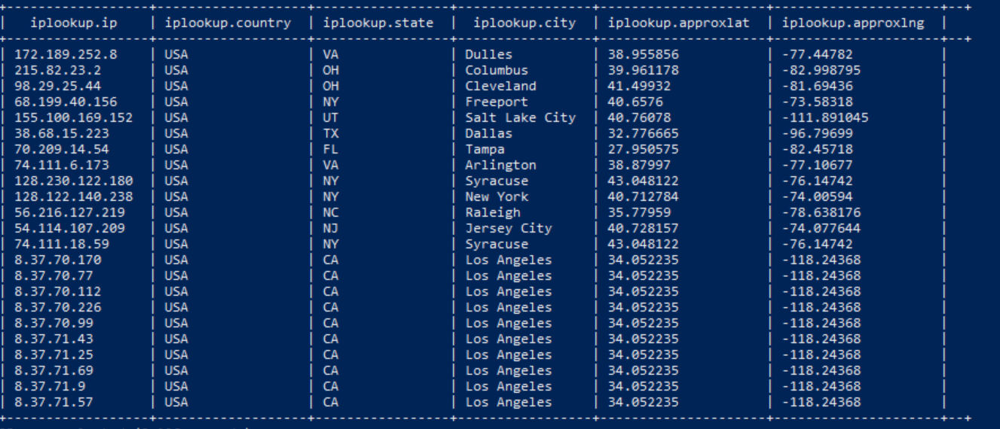 +------------------+-------------------+-----------------+-----------------+---------------------+---------------------+--+
| iplookup.ip | iplookup.country | iplookup.state | iplookup.city | iplookup.approxlat | iplookup.approxlng |
+------------------+-------------------+-----------------+-----------------+---------------------+---------------------+--+
| 172.189.252.8 | USA | VA | Dulles | 38.955856 | -77.44782 |
| 215.82.23.2 | USA | OH | Columbus | 39.961178 | -82.998795 |
| 98.29.25.44 | USA | OH | Cleveland | 41.49932 | -81.69436 |
| 68.199.40.156 | USA | NY | Freeport | 40.6576 | -73.58318 |
| 155.100.169.152 | USA | UT | Salt Lake City | 40.76078 | -111.891045 |
| 38.68.15.223 | USA | TX | Dallas | 32.776665 | -96.79699 |
| 70.209.14.54 | USA | FL | Tampa | 27.950575 | -82.45718 |
| 74.111.6.173 | USA | VA | Arlington | 38.87997 | -77.10677 |
| 128.230.122.180 | USA | NY | Syracuse | 43.048122 | -76.14742 |
| 128.122.140.238 | USA | NY | New York | 40.712784 | -74.00594 |
| 56.216.127.219 | USA | NC | Raleigh | 35.77959 | -78.638176 |
| 54.114.107.209 | USA | NJ | Jersey City | 40.728157 | -74.077644 |
| 74.111.18.59 | USA | NY | Syracuse | 43.048122 | -76.14742 |
| 8.37.70.170 | USA | CA | Los Angeles | 34.052235 | -118.24368 |
| 8.37.70.77 | USA | CA | Los Angeles | 34.052235 | -118.24368 |
| 8.37.70.112 | USA | CA | Los Angeles | 34.052235 | -118.24368 |
| 8.37.70.226 | USA | CA | Los Angeles | 34.052235 | -118.24368 |
| 8.37.70.99 | USA | CA | Los Angeles | 34.052235 | -118.24368 |
| 8.37.71.43 | USA | CA | Los Angeles | 34.052235 | -118.24368 |
| 8.37.71.25 | USA | CA | Los Angeles | 34.052235 | -118.24368 |
| 8.37.71.69 | USA | CA | Los Angeles | 34.052235 | -118.24368 |
| 8.37.71.9 | USA | CA | Los Angeles | 34.052235 | -118.24368 |
| 8.37.71.57 | USA | CA | Los Angeles | 34.052235 | -118.24368 |
+------------------+-------------------+-----------------+-----------------+---------------------+---------------------+--+